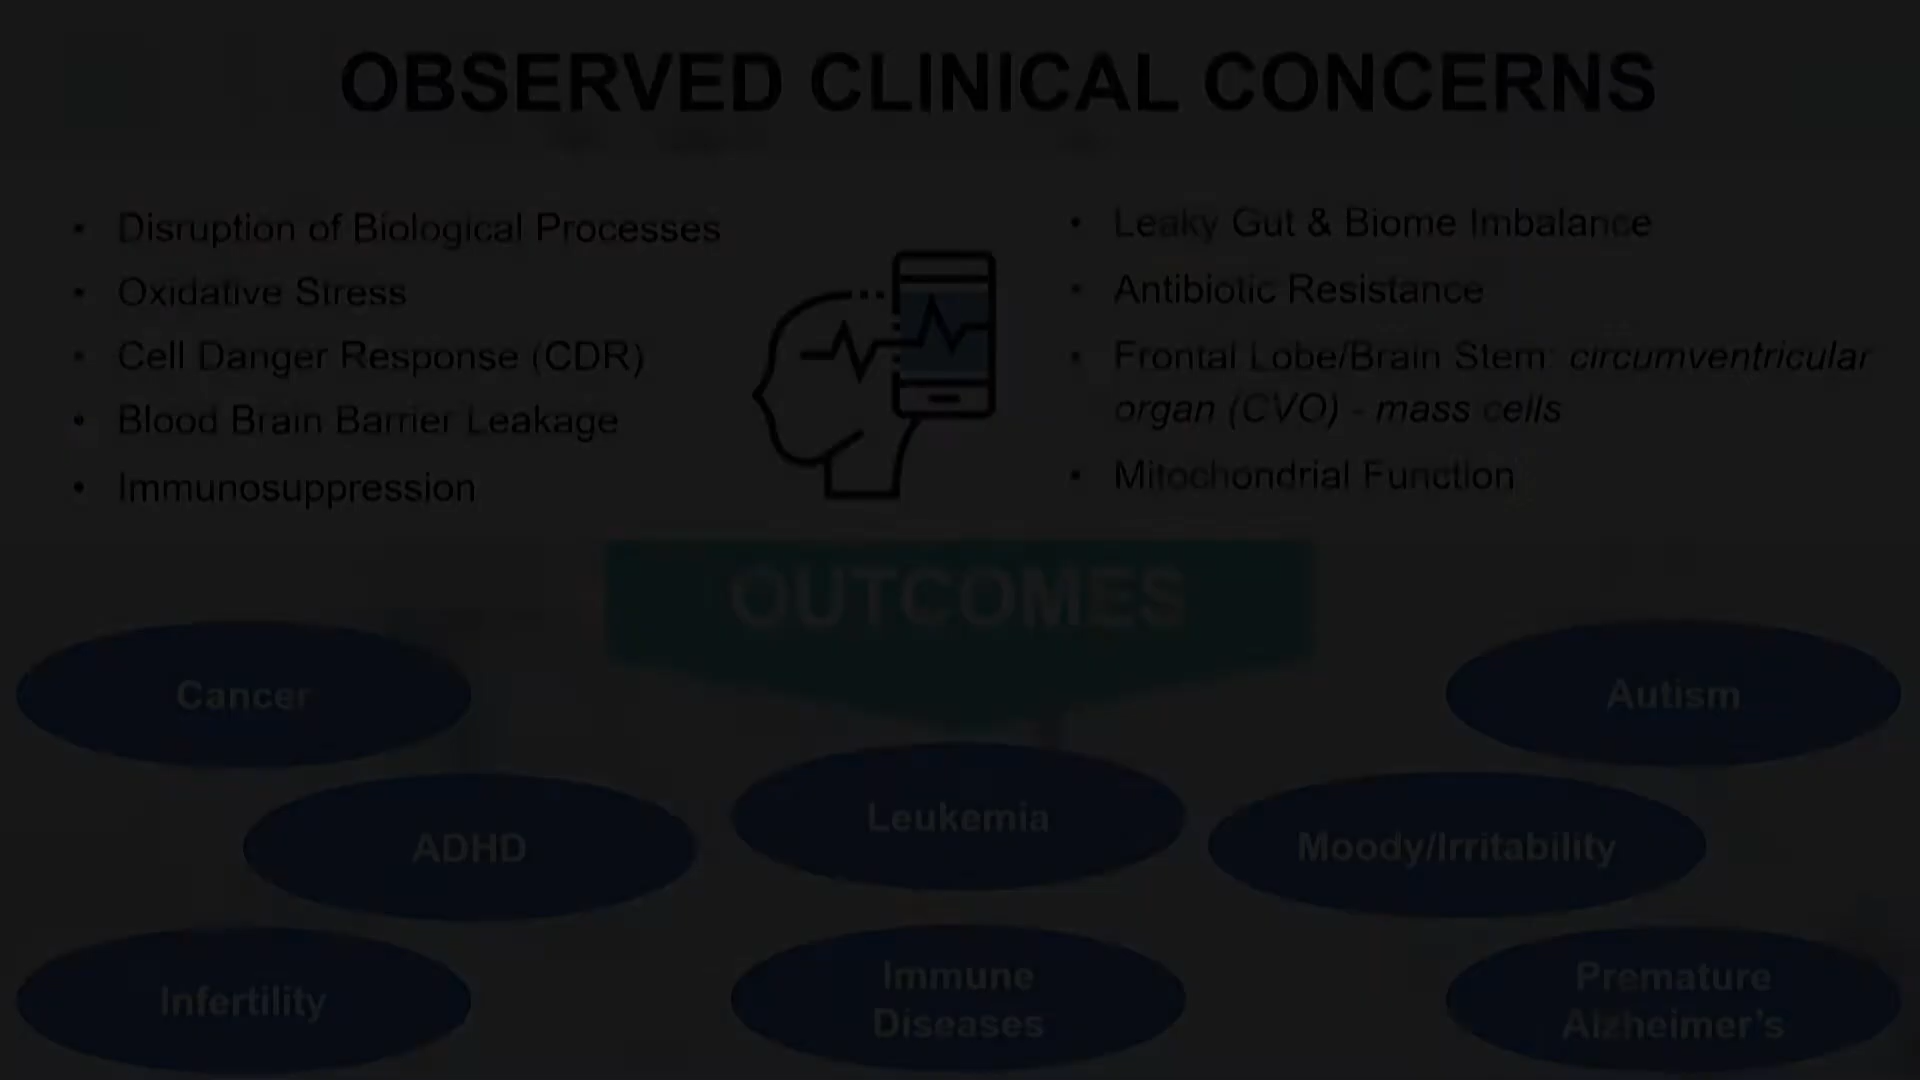 OBSERVED CLINICAL CONCERNS
• Disruption of Biological Processes
• Oxidative Stress
• Cell Danger Response (CDR)
• Blood Brain Barrier Leakage
• Immunosuppression
• Leaky Gut & Biome Imbalance
• Antibiotic Resistance
• Frontal Lobe/Brain Stem: circumventricular
organ (CVO) - mass cells
• Mitochondrial Function
OUTCOMES
Cancer
Autism
ADHD
Leukemia
Moody/Irritability
Infertility
Immune
Diseases
Premature
Alzheimer's